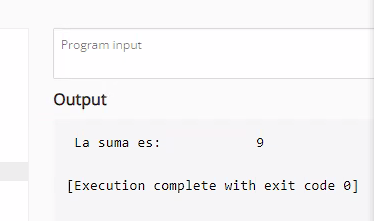 Program input
Output
La suma es: 9
[Execution complete with exit code 0]